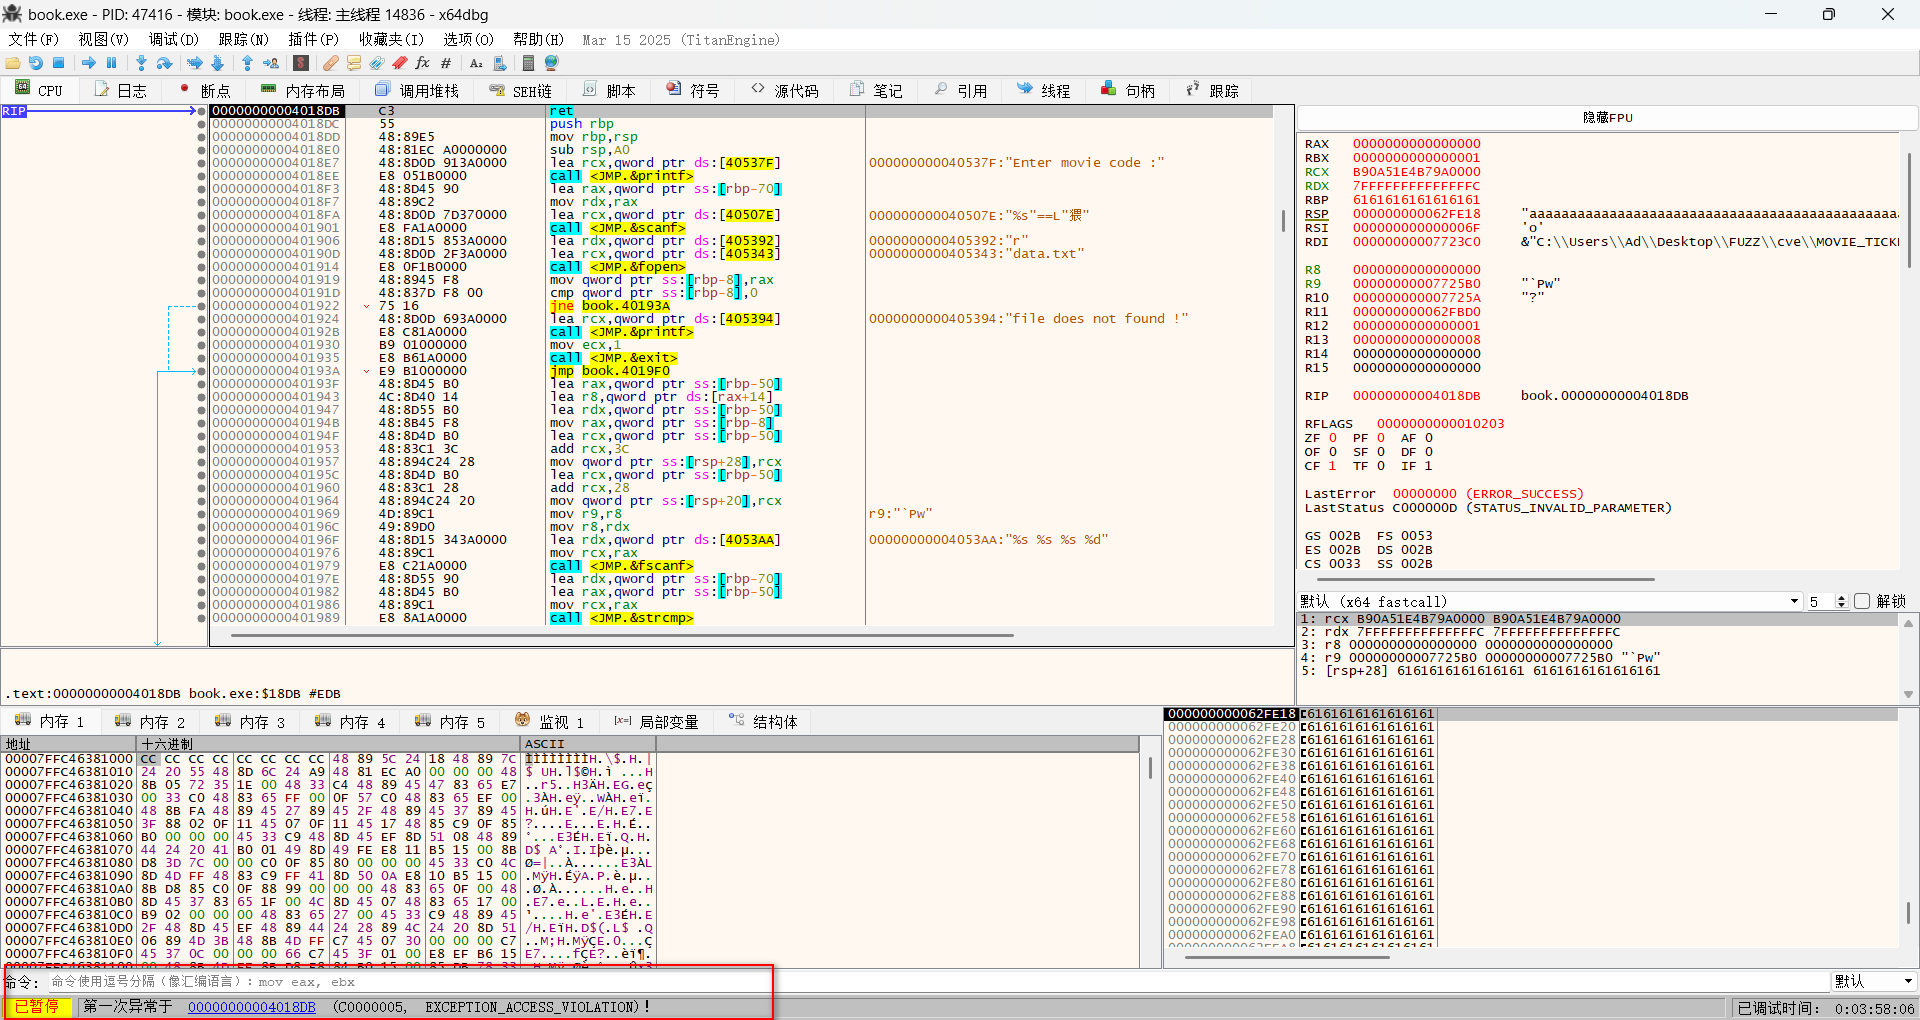 book.exe - PID: 47416 - 模块: book.exe - 线程: 主线程 14836 - x64dbg
文件(F) 视图(V) 调试(D) 跟踪(N) 插件(P) 收藏夹(I) 选项(O) 帮助(H) Mar 15 2025 (TitanEngine)
CPU 日志 断点 内存布局 调用堆栈 SEH链 脚本 符号 源代码 笔记 引用 线程 句柄 跟踪
RIP
00000000004018DB C3 ret
00000000004018DC 55 push rbp
00000000004018DD 48:89E5 mov rbp,rsp
00000000004018E0 48:81EC A0000000 sub rsp,A0
00000000004018E7 48:8D0D 913A0000 lea rcx,qword ptr ds:[40537F] 000000000040537F:"Enter movie code :"
00000000004018EE E8 051B0000 call <JMP.&printf>
00000000004018F3 48:8D45 90 lea rax,qword ptr ss:[rbp-70]
00000000004018F7 48:89C2 mov rdx,rax
00000000004018FA 48:8D0D 7D370000 lea rcx,qword ptr ds:[40507E] 000000000040507E:"%s"==L"猥"
0000000000401901 E8 FA1A0000 call <JMP.&scanf>
0000000000401906 48:8D15 853A0000 lea rdx,qword ptr ds:[405392] 0000000000405392:"r"
000000000040190D 48:8D0D 2F3A0000 lea rcx,qword ptr ds:[405343] 0000000000405343:"data.txt"
0000000000401914 E8 0F1B0000 call <JMP.&fopen>
0000000000401919 48:8945 F8 mov qword ptr ss:[rbp-8],rax
000000000040191D 48:837D F8 00 cmp qword ptr ss:[rbp-8],0
0000000000401922 75 16 jne book.40193A
0000000000401924 48:8D0D 693A0000 lea rcx,qword ptr ds:[405394] 0000000000405394:"file does not found !"
000000000040192B E8 C81A0000 call <JMP.&printf>
0000000000401930 B9 01000000 mov ecx,1
0000000000401935 E8 B61A0000 call <JMP.&exit>
000000000040193A E9 B1000000 jmp book.4019F0
000000000040193F 48:8D45 B0 lea rax,qword ptr ss:[rbp-50]
0000000000401943 4C:8D40 14 lea r8,qword ptr ds:[rax+14]
0000000000401947 48:8D55 B0 lea rdx,qword ptr ss:[rbp-50]
000000000040194B 48:8B45 F8 mov rax,qword ptr ss:[rbp-8]
000000000040194F 48:8D4D B0 lea rcx,qword ptr ss:[rbp-50]
0000000000401953 48:83C1 3C add rcx,3C
0000000000401957 48:894C24 28 mov qword ptr ss:[rsp+28],rcx
000000000040195C 48:8D4D B0 lea rcx,qword ptr ss:[rbp-50]
0000000000401960 48:83C1 28 add rcx,28
0000000000401964 48:894C24 20 mov qword ptr ss:[rsp+20],rcx
0000000000401969 4D:89C1 mov r9,r8 r9:"`Pw"
000000000040196C 49:89D0 mov r8,rdx
000000000040196F 48:8D15 343A0000 lea rdx,qword ptr ds:[4053AA] 00000000004053AA:"%s %s %s %d"
0000000000401976 48:89C1 mov rcx,rax
0000000000401979 E8 C21A0000 call <JMP.&fscanf>
000000000040197E 48:8D55 90 lea rdx,qword ptr ss:[rbp-70]
0000000000401982 48:8D45 B0 lea rax,qword ptr ss:[rbp-50]
0000000000401986 48:89C1 mov rcx,rax
0000000000401989 E8 8A1A0000 call <JMP.&strcmp>
.text:00000000004018DB book.exe:$18DB #EDB
隐藏FPU
RAX 0000000000000000
RBX 0000000000000001
RCX B90A51E4B79A0000
RDX 7FFFFFFFFFFFFFFC
RBP 6161616161616161
RSP 000000000062FE18 "aaaaaaaaaaaaaaaaaaaaaaaaaaaaaaaaaaaaaaaaaaaaaaa
RSI 000000000000006F 'o'
RDI 00000000007723C0 &"C:\\Users\\Ad\\Desktop\\FUZZ\\cve\\MOVIE_TICK
R8 0000000000000000
R9 00000000007725B0 "`Pw"
R10 000000000007725A "?"
R11 000000000062FBD0
R12 0000000000000001
R13 0000000000000008
R14 0000000000000000
R15 0000000000000000
RIP 00000000004018DB book.00000000004018DB
RFLAGS 0000000000010203
ZF 0 PF 0 AF 0
OF 0 SF 0 DF 0
CF 1 TF 0 IF 1
LastError 00000000 (ERROR_SUCCESS)
LastStatus C000000D (STATUS_INVALID_PARAMETER)
GS 002B FS 0053
ES 002B DS 002B
CS 0033 SS 002B
默认 (x64 fastcall) 5 解锁
1: rcx B90A51E4B79A0000 B90A51E4B79A0000
2: rdx 7FFFFFFFFFFFFFFC 7FFFFFFFFFFFFFFC
3: r8 0000000000000000 0000000000000000
4: r9 00000000007725B0 00000000007725B0 "`Pw"
5: [rsp+28] 6161616161616161 6161616161616161
内存 1 内存 2 内存 3 内存 4 内存 5 监视 1 局部变量 结构体
地址 十六进制 ASCII
00007FFC46381000 CC CC CC CC CC CC CC CC 48 89 5C 24 18 48 89 7C ÌÌÌÌÌÌÌÌH.\$.H.|
00007FFC46381010 24 20 55 48 8D 6C 24 A9 48 81 EC A0 00 00 00 48 $ UH.l$©H.ì ...H
00007FFC46381020 8B 05 72 35 1E 00 48 33 C4 48 89 45 47 83 65 E7 ..r5..H3ÄH.EG.eç
00007FFC46381030 00 33 C0 48 83 65 FF 00 0F 57 C0 48 83 65 EF 00 .3ÀH.eÿ..WÀH.eï.
00007FFC46381040 48 8B FA 48 89 45 27 89 45 2F 48 89 45 37 89 45 H.úH.E'.E/H.E7.E
00007FFC46381050 3F 88 02 0F 11 45 07 0F 11 45 17 48 85 C9 0F 85 ?....E...E.H.É..
00007FFC46381060 B0 00 00 00 45 33 C9 48 8D 45 EF 8D 51 08 48 89 °...E3ÉH.Eï.Q.H.
00007FFC46381070 44 24 20 41 B0 01 49 8D 49 FE E8 11 B5 15 00 8B D$ A°.I.Iþè.µ...
00007FFC46381080 D8 3D 7C 00 00 C0 0F 85 80 00 00 00 45 33 C0 4C Ø=|..À......E3ÀL
00007FFC46381090 8D 4D FF 48 83 C9 FF 41 8D 50 0A E8 10 B5 15 00 .MÿH.ÉÿA.P.è.µ..
00007FFC463810A0 8B D8 85 C0 0F 88 99 00 00 00 48 83 65 0F 00 48 .Ø.À......H.e..H
00007FFC463810B0 8D 45 37 83 65 1F 00 4C 8D 45 07 48 83 65 17 00 .E7.e..L.E.H.e..
00007FFC463810C0 B9 02 00 00 00 48 83 65 27 00 45 33 C9 48 89 45 ¹....H.e'.E3ÉH.E
00007FFC463810D0 2F 48 8D 45 EF 48 89 44 24 28 89 4C 24 20 8D 51 /H.EïH.D$(.L$ .Q
00007FFC463810E0 06 89 4D 3B 48 8B 4D FF C7 45 07 30 00 00 00 C7 ..M;H.MÿÇE.0...Ç
00007FFC463810F0 45 37 0C 00 00 00 66 C7 45 3F 01 00 E8 EF B6 15 E7....fÇE?..èï¶.
000000000062FE18 6161616161616161
000000000062FE20 6161616161616161
000000000062FE28 6161616161616161
000000000062FE30 6161616161616161
000000000062FE38 6161616161616161
000000000062FE40 6161616161616161
000000000062FE48 6161616161616161
000000000062FE50 6161616161616161
000000000062FE58 6161616161616161
000000000062FE60 6161616161616161
000000000062FE68 6161616161616161
000000000062FE70 6161616161616161
000000000062FE78 6161616161616161
000000000062FE80 6161616161616161
000000000062FE88 6161616161616161
000000000062FE90 6161616161616161
000000000062FE98 6161616161616161
000000000062FEA0 6161616161616161
命令: 命令使用逗号分隔（像汇编语言）: mov eax, ebx 默认
已暂停 第一次异常于 00000000004018DB (C0000005, EXCEPTION_ACCESS_VIOLATION)! 已调试时间: 0:03:58:06